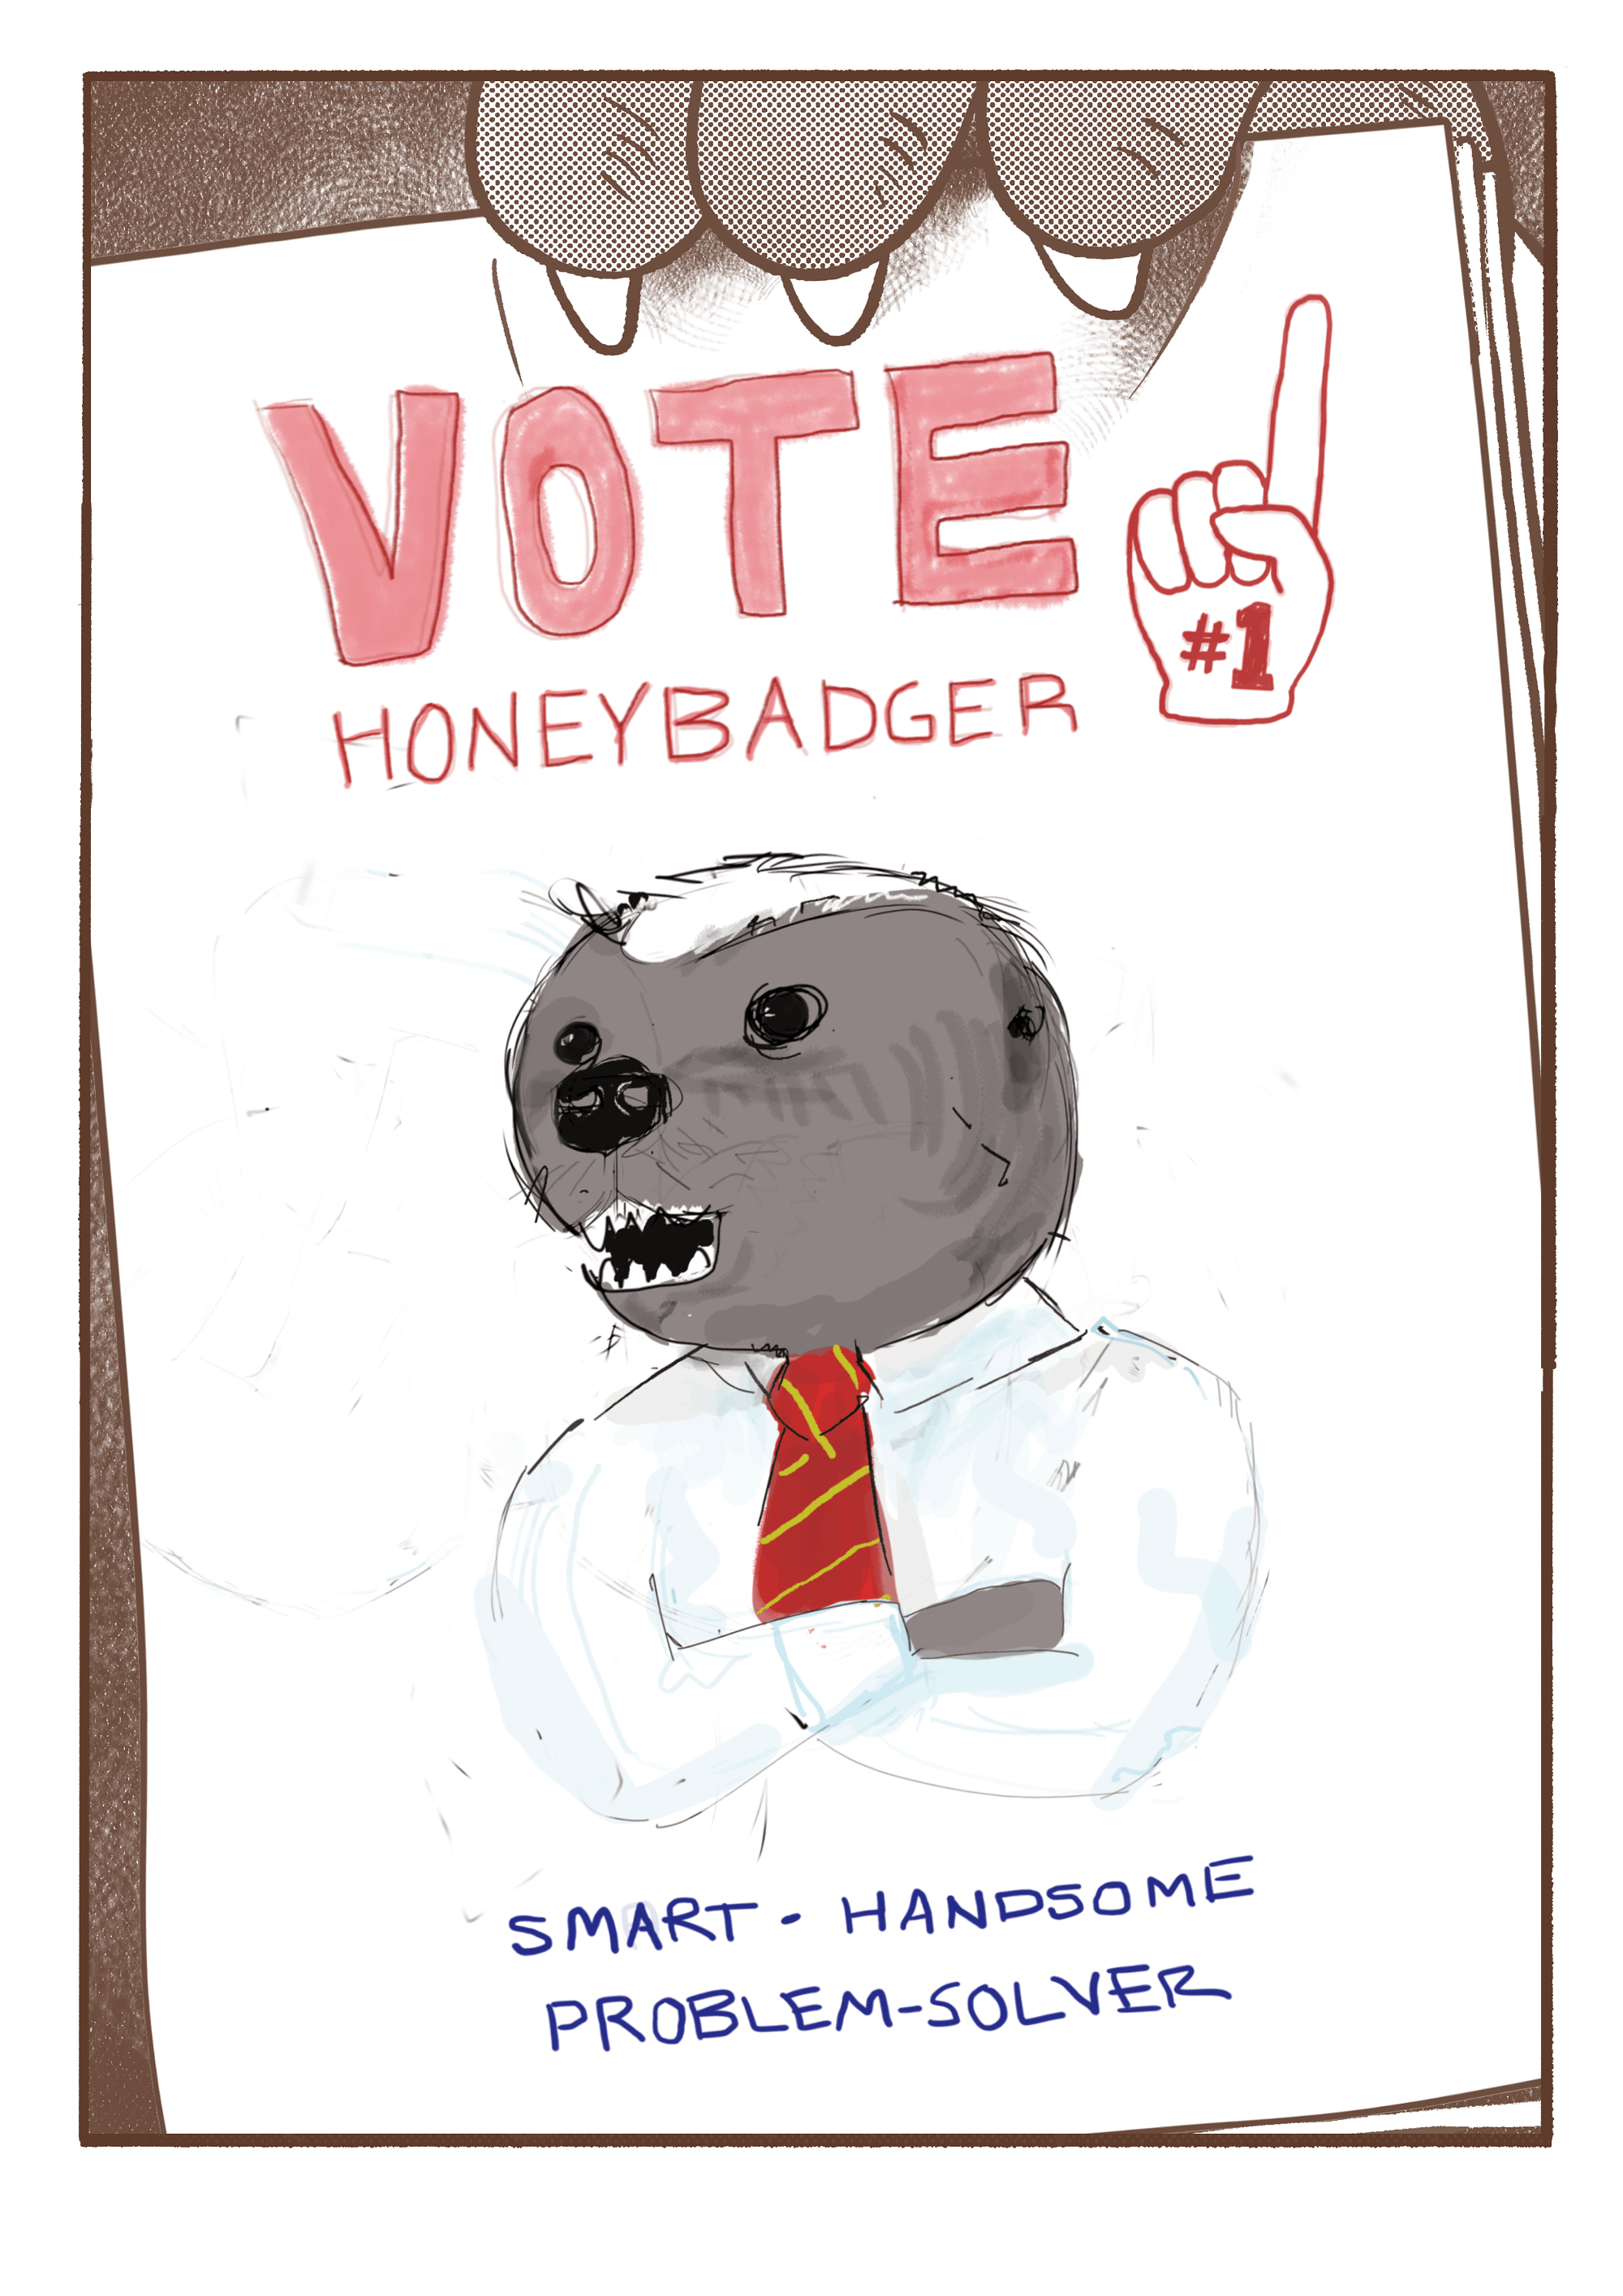 VOTE
#1
HONEYBADGER
SMART • HANDSOME
PROBLEM-SOLVER